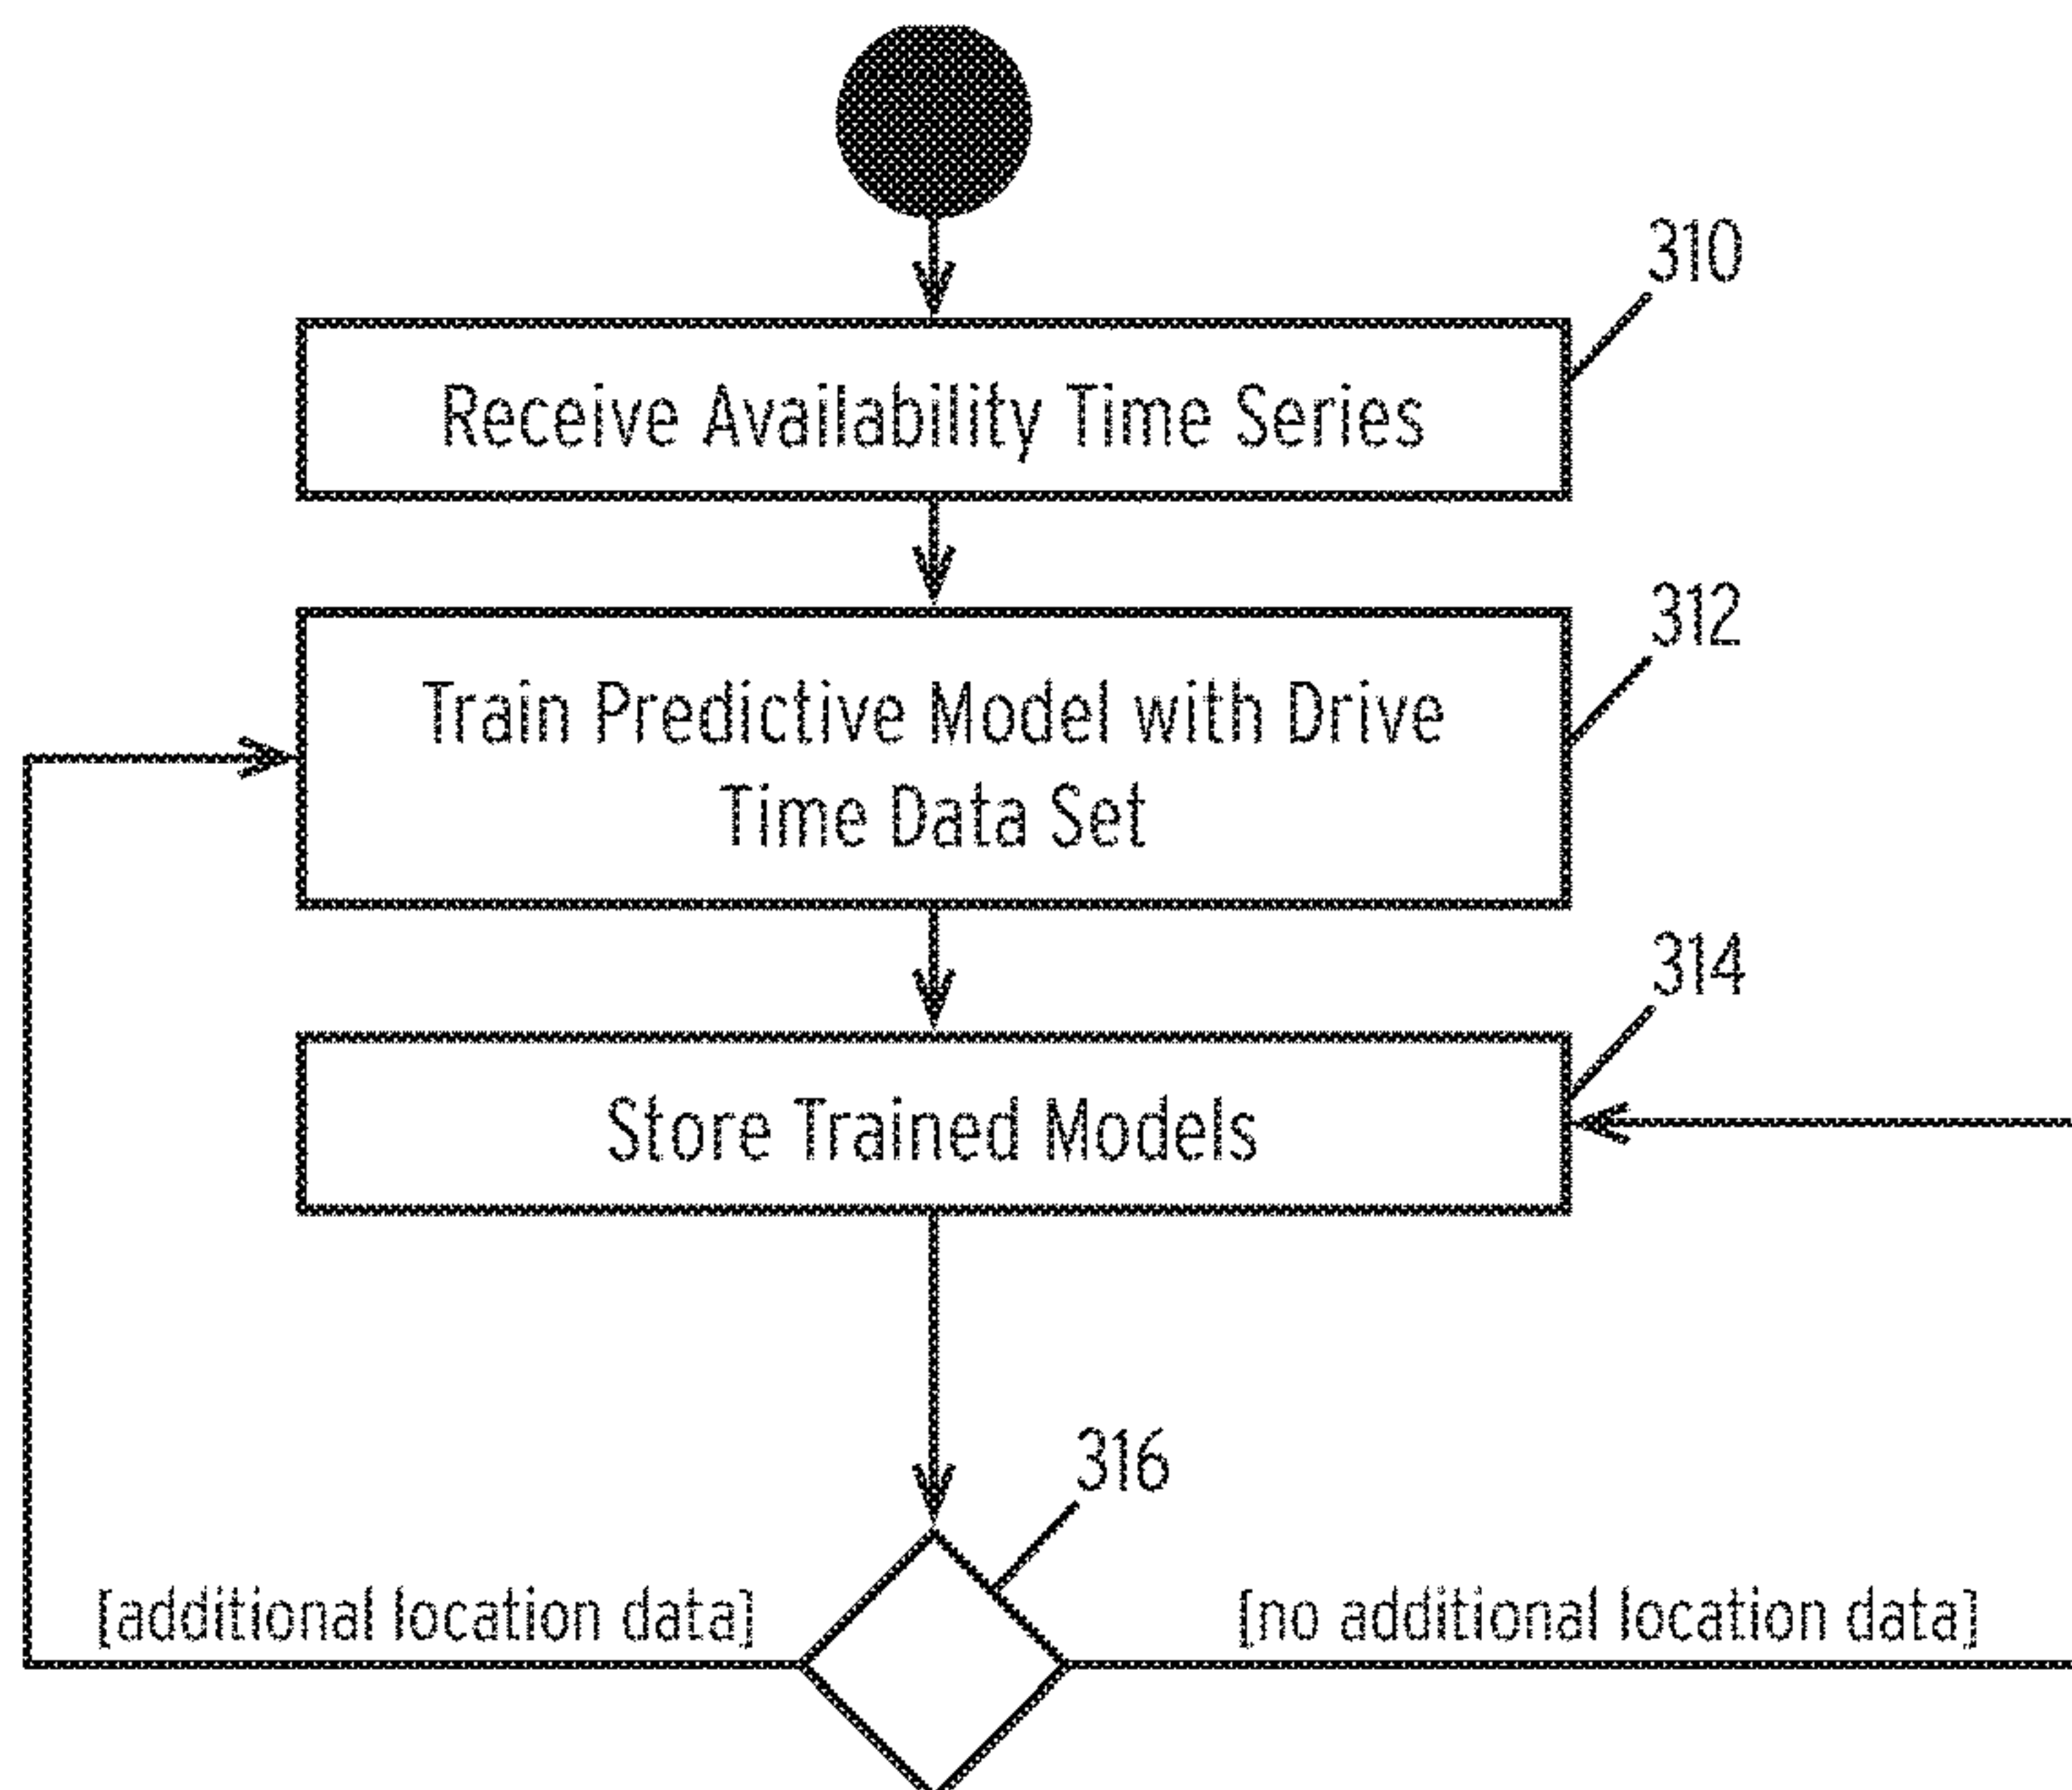 310
Receive Availability Time Series
312
Train Predictive Model with Drive
Time Data Set
314
Store Trained Models
316
[additional location data]
[no additional location data]